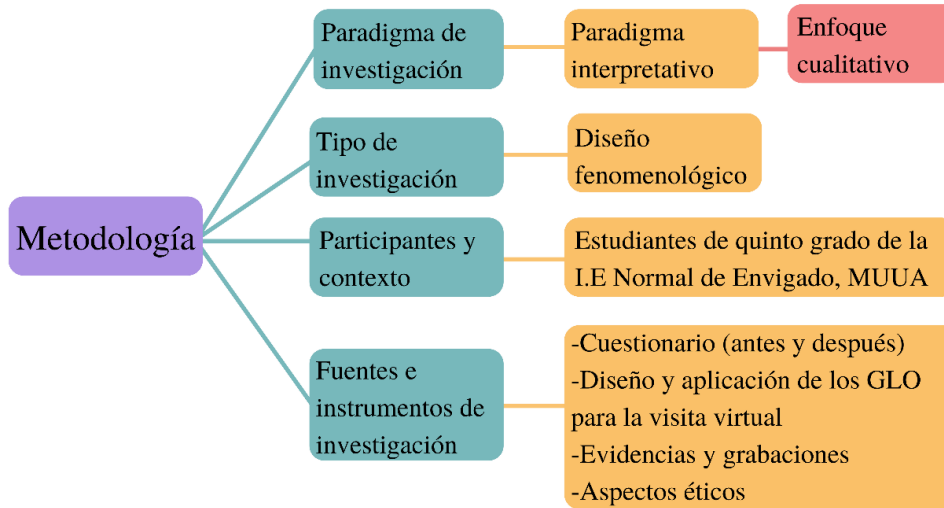 Metodología
Paradigma de
investigación
Paradigma
interpretativo
Enfoque
cualitativo
Tipo de
investigación
Diseño
fenomenológico
Participantes y
contexto
Estudiantes de quinto grado de la
I.E Normal de Envigado, MUUA
Fuentes e
instrumentos de
investigación
-Cuestionario (antes y después)
-Diseño y aplicación de los GLO
para la visita virtual
-Evidencias y grabaciones
-Aspectos éticos